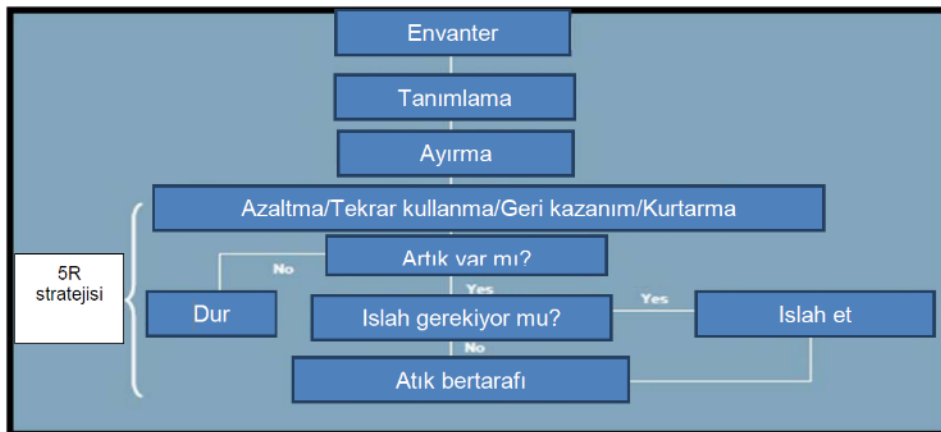 Envanter
Tanımlama
Ayırma
Azaltma/Tekrar kullanma/Geri kazanım/Kurtarma
Artık var mı?
No
Yes
5R
stratejisi
Dur
Islah gerekiyor mu?
Yes
Islah et
No
Atık bertarafı